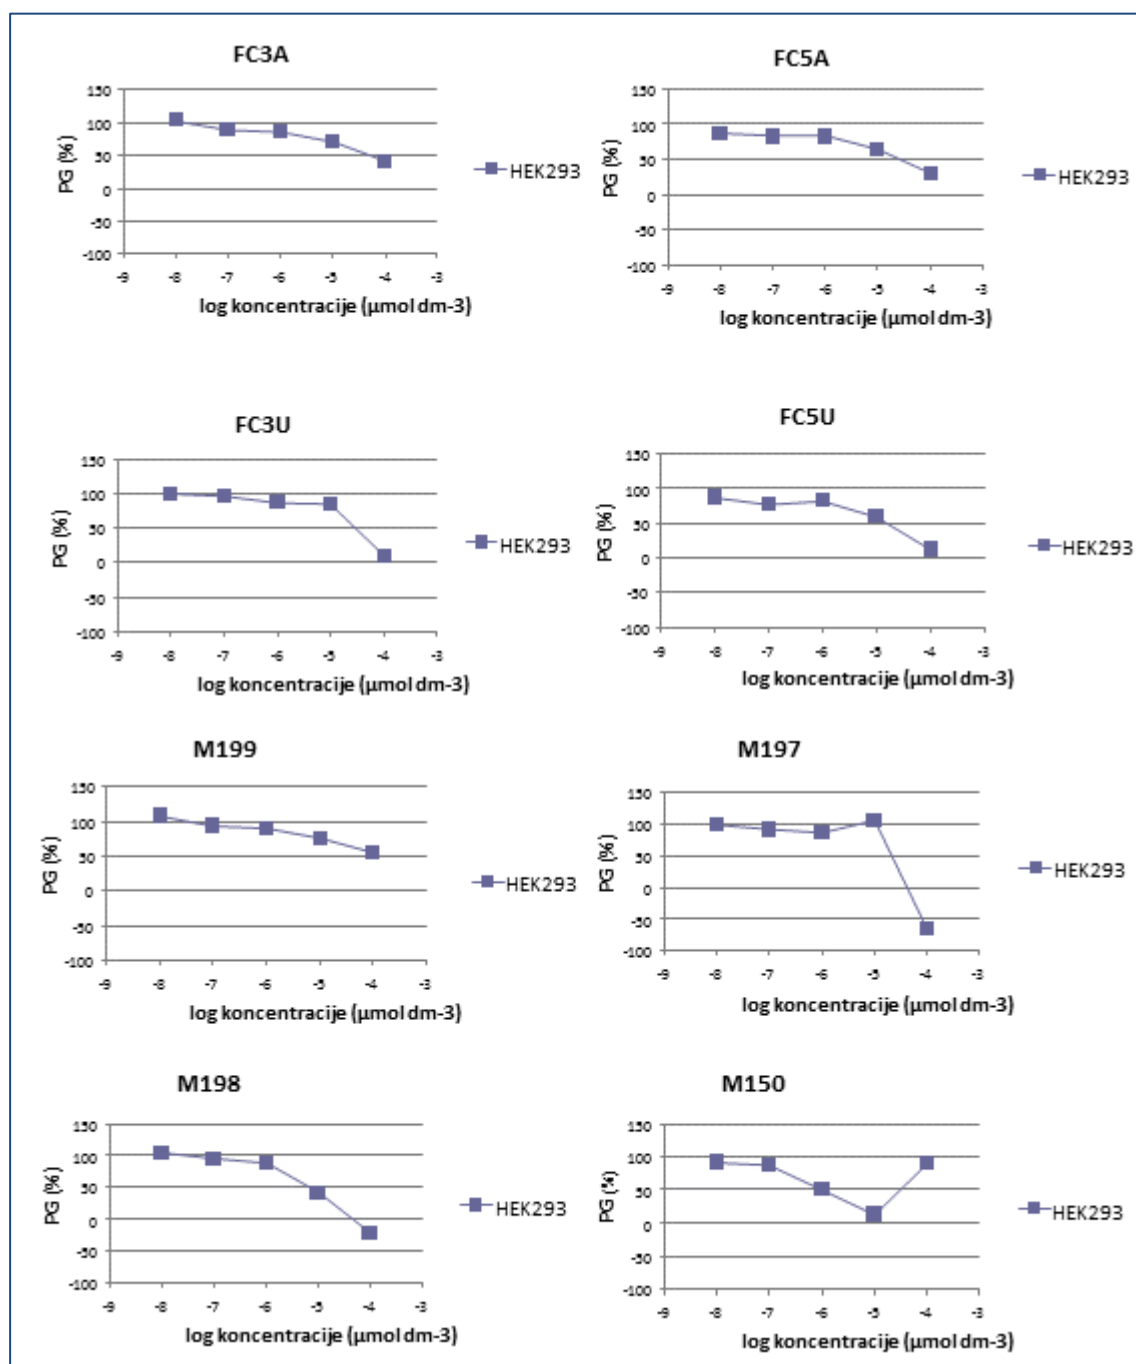 FC3A
150
100
50
0
-50
-100
PG (%)
-9 -8 -7 -6 -5 -4 -3
log koncentracije (µmol dm-3)
HEK293
FC5A
150
100
50
0
-50
-100
PG (%)
-9 -8 -7 -6 -5 -4 -3
log koncentracije (µmol dm-3)
HEK293
FC3U
150
100
50
0
-50
-100
PG (%)
-9 -8 -7 -6 -5 -4 -3
log koncentracije (µmol dm-3)
HEK293
FC5U
150
100
50
0
-50
-100
PG (%)
-9 -8 -7 -6 -5 -4 -3
log koncentracije (µmol dm-3)
HEK293
M199
150
100
50
0
-50
-100
PG (%)
-9 -8 -7 -6 -5 -4 -3
log koncentracije (µmol dm-3)
HEK293
M197
150
100
50
0
-50
-100
PG (%)
-9 -8 -7 -6 -5 -4 -3
log koncentracije (µmol dm-3)
HEK293
M198
150
100
50
0
-50
-100
PG (%)
-9 -8 -7 -6 -5 -4 -3
log koncentracije (µmol dm-3)
HEK293
M150
150
100
50
0
-50
-100
PG (%)
-9 -8 -7 -6 -5 -4 -3
log koncentracije (µmol dm-3)
HEK293